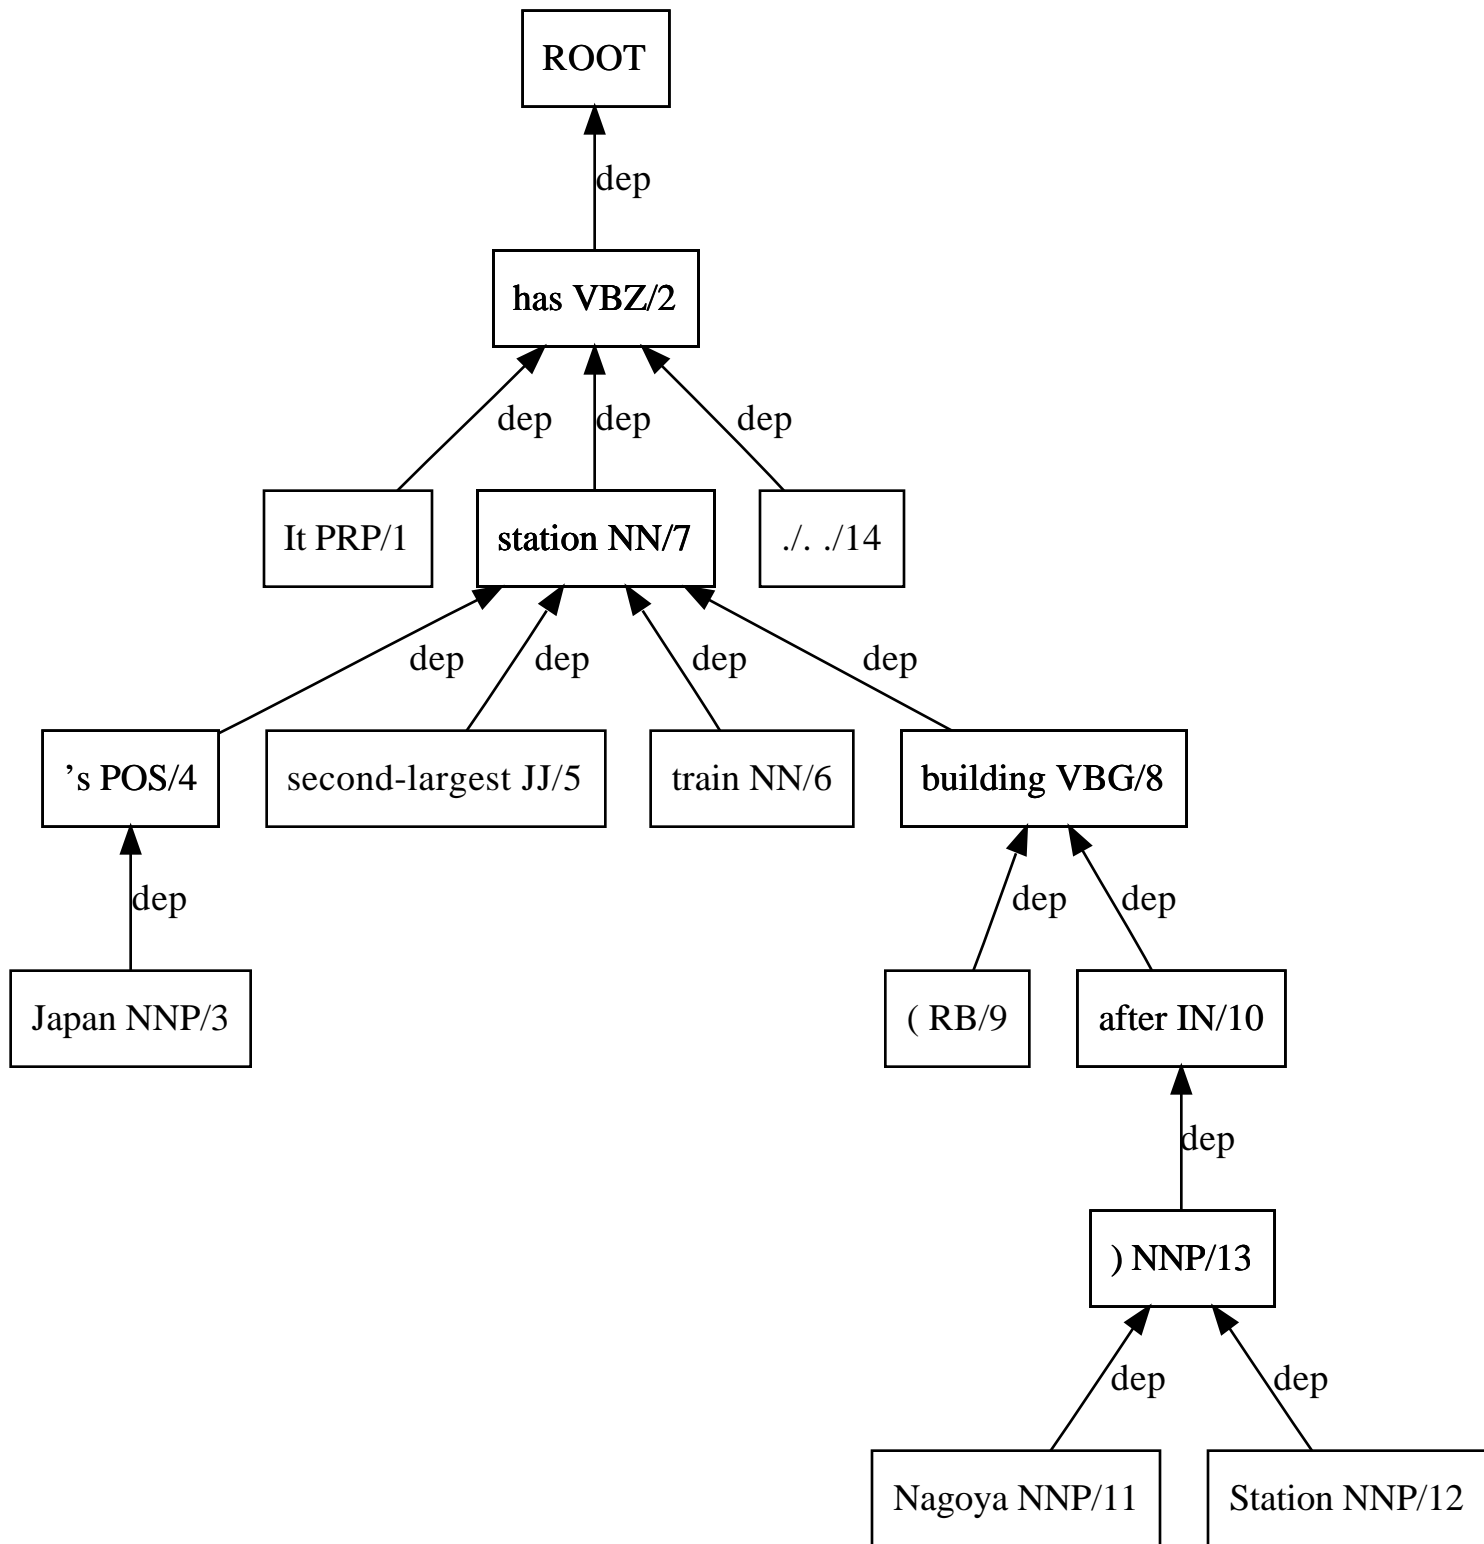 ROOT
dep
has VBZ/2
dep dep dep
It PRP/1 station NN/7 ./. ./14
dep dep dep dep
’s POS/4 second-largest JJ/5 train NN/6 building VBG/8
dep dep dep
Japan NNP/3 ( RB/9 after IN/10
dep
) NNP/13
dep dep
Nagoya NNP/11 Station NNP/12